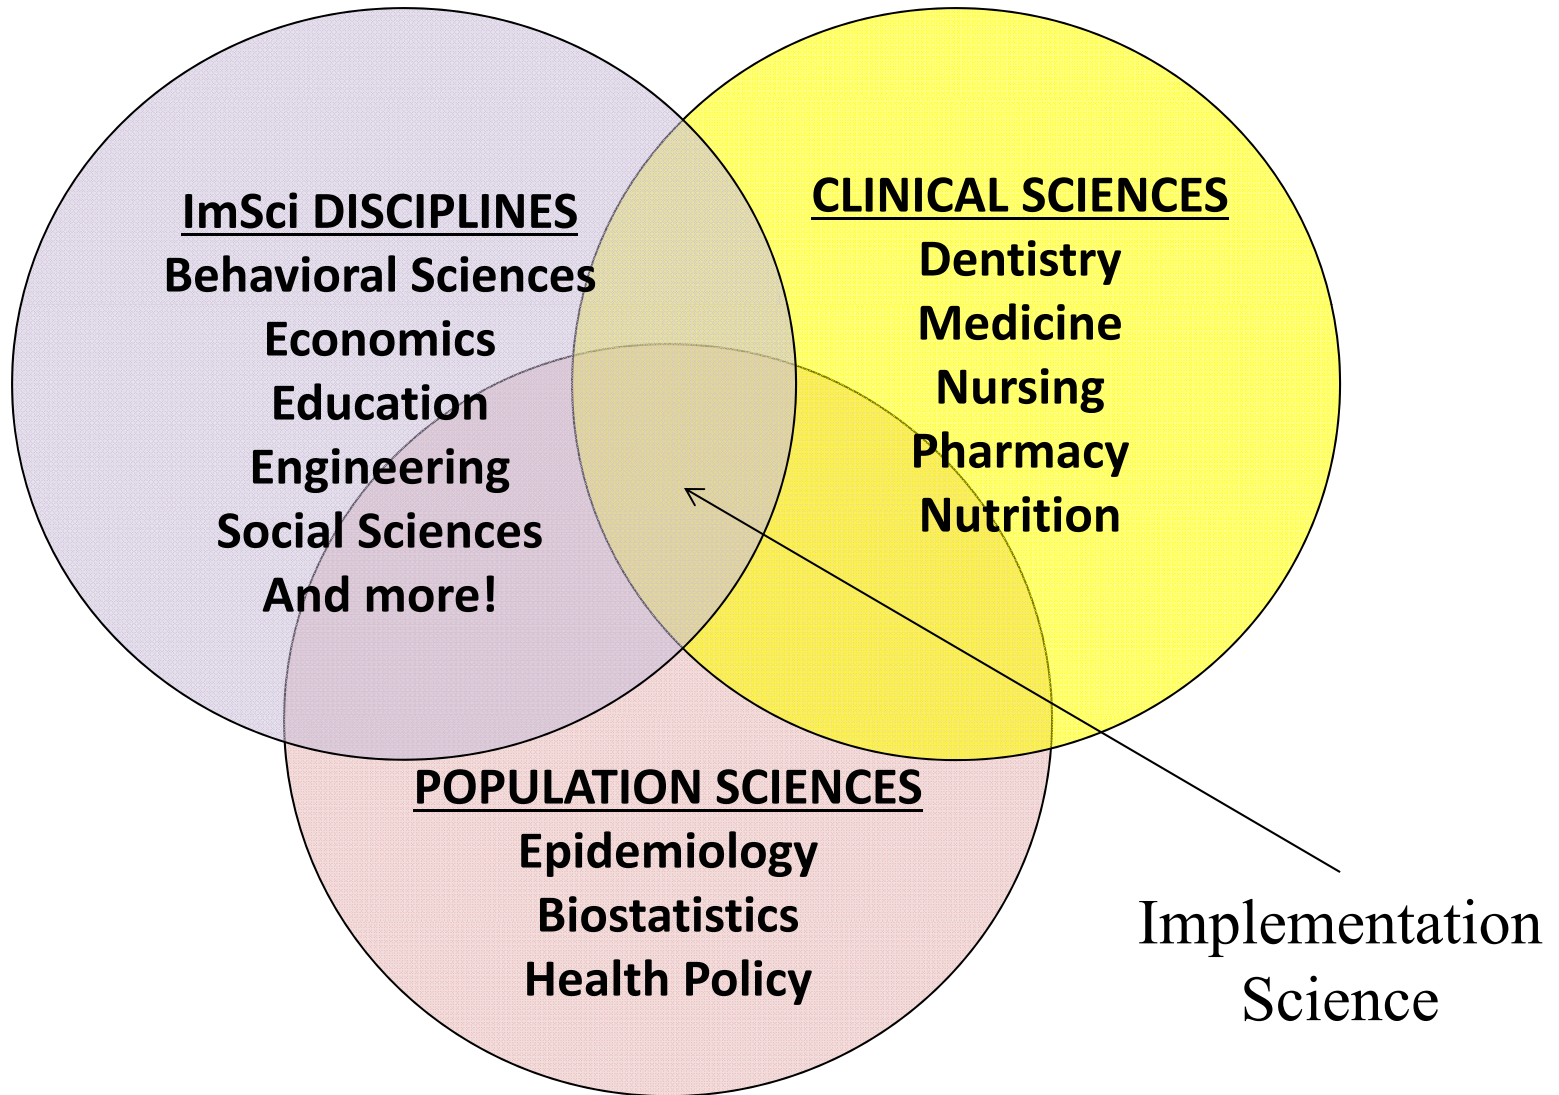 ImSci DISCIPLINES
Behavioral Sciences
Economics
Education
Engineering
Social Sciences
And more!
CLINICAL SCIENCES
Dentistry
Medicine
Nursing
Pharmacy
Nutrition
POPULATION SCIENCES
Epidemiology
Biostatistics
Health Policy
Implementation
Science